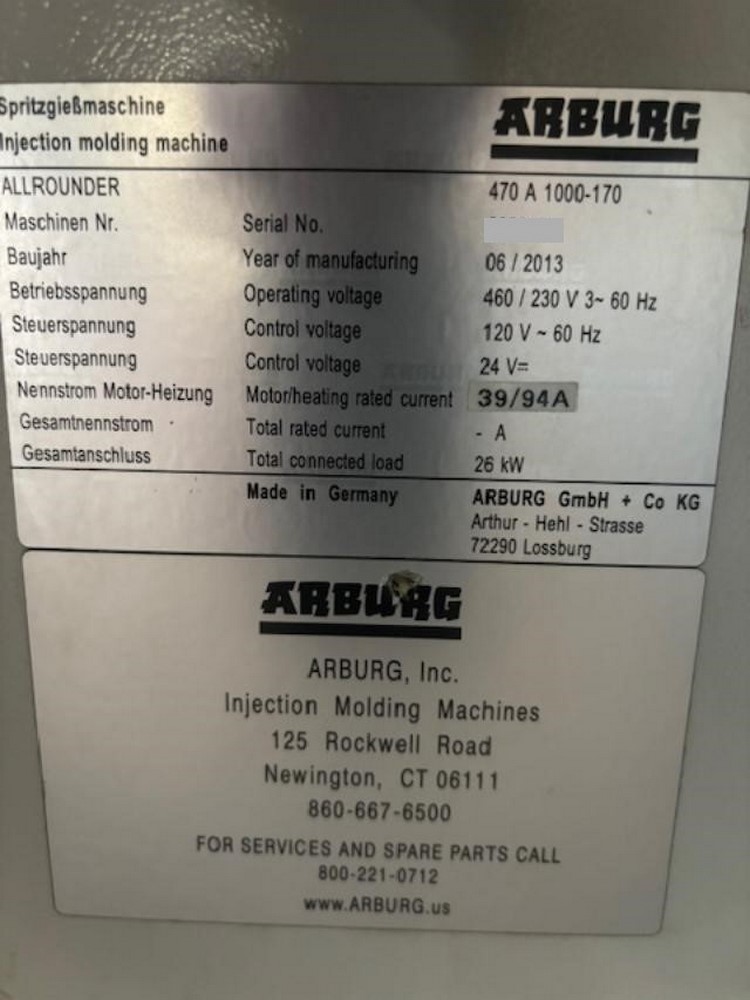 Spritzgießmaschine
Injection molding machine
ARBURG
ALLROUNDER 470 A 1000-170
Maschinen Nr. Serial No.
Baujahr Year of manufacturing 06 / 2013
Betriebsspannung Operating voltage 460 / 230 V 3~ 60 Hz
Steuerspannung Control voltage 120 V ~ 60 Hz
Steuerspannung Control voltage 24 V=
Nennstrom Motor-Heizung Motor/heating rated current 39/94A
Gesamtnennstrom Total rated current - A
Gesamtanschluss Total connected load 26 kW
Made in Germany ARBURG GmbH + Co KG
Arthur - Hehl - Strasse
72290 Lossburg
ARBURG
ARBURG, Inc.
Injection Molding Machines
125 Rockwell Road
Newington, CT 06111
860-667-6500
FOR SERVICES AND SPARE PARTS CALL
800-221-0712
www.ARBURG.us